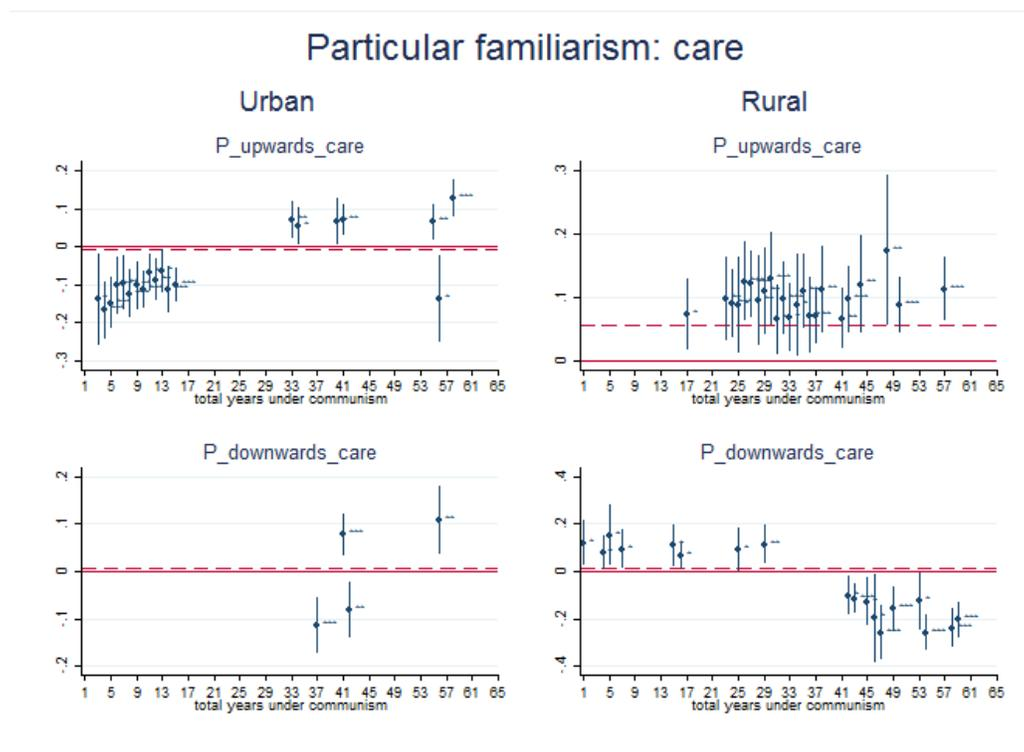 Particular familiarism: care
Urban
Rural
P_upwards_care
.2
.1
0
-.1
-.2
-.3
1 5 9 13 17 21 25 29 33 37 41 45 49 53 57 61 65
total years under communism
P_upwards_care
.3
.2
.1
0
1 5 9 13 17 21 25 29 33 37 41 45 49 53 57 61 65
total years under communism
P_downwards_care
.2
.1
0
-.1
-.2
1 5 9 13 17 21 25 29 33 37 41 45 49 53 57 61 65
total years under communism
P_downwards_care
.4
.2
0
-.2
-.4
1 5 9 13 17 21 25 29 33 37 41 45 49 53 57 61 65
total years under communism